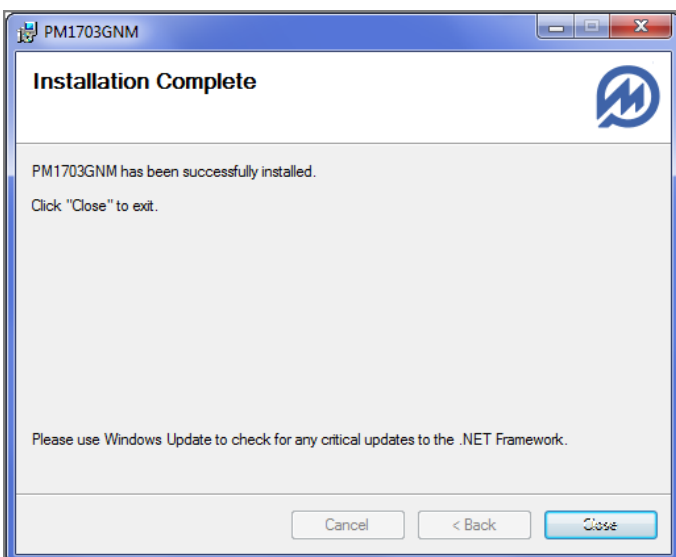 PM1703GNM
Installation Complete
PM1703GNM has been successfully installed.
Click "Close" to exit.
Please use Windows Update to check for any critical updates to the .NET Framework.
Cancel
< Back
Close